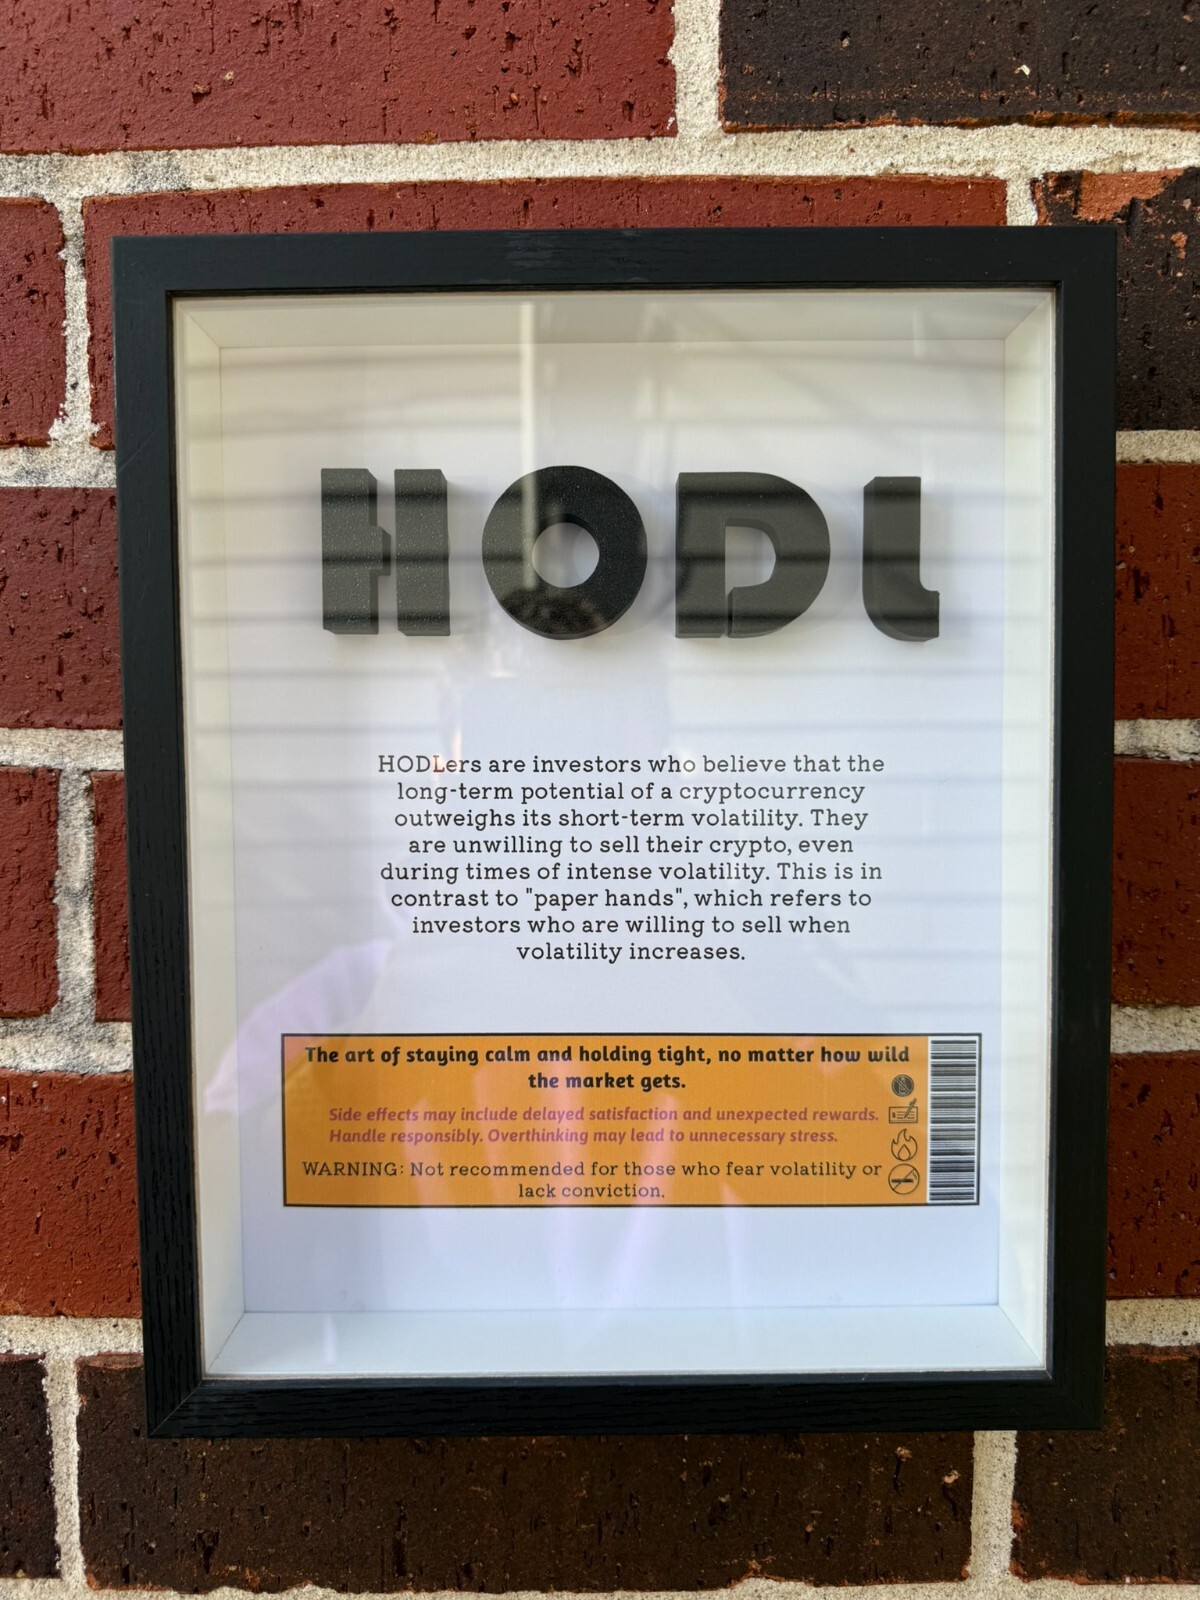 HODL
HODLers are investors who believe that the
long-term potential of a cryptocurrency
outweighs its short-term volatility. They
are unwilling to sell their crypto, even
during times of intense volatility. This is in
contrast to "paper hands", which refers to
investors who are willing to sell when
volatility increases.
The art of staying calm and holding tight, no matter how wild
the market gets.
Side effects may include delayed satisfaction and unexpected rewards.
Handle responsibly. Overthinking may lead to unnecessary stress.
WARNING: Not recommended for those who fear volatility or
lack conviction.